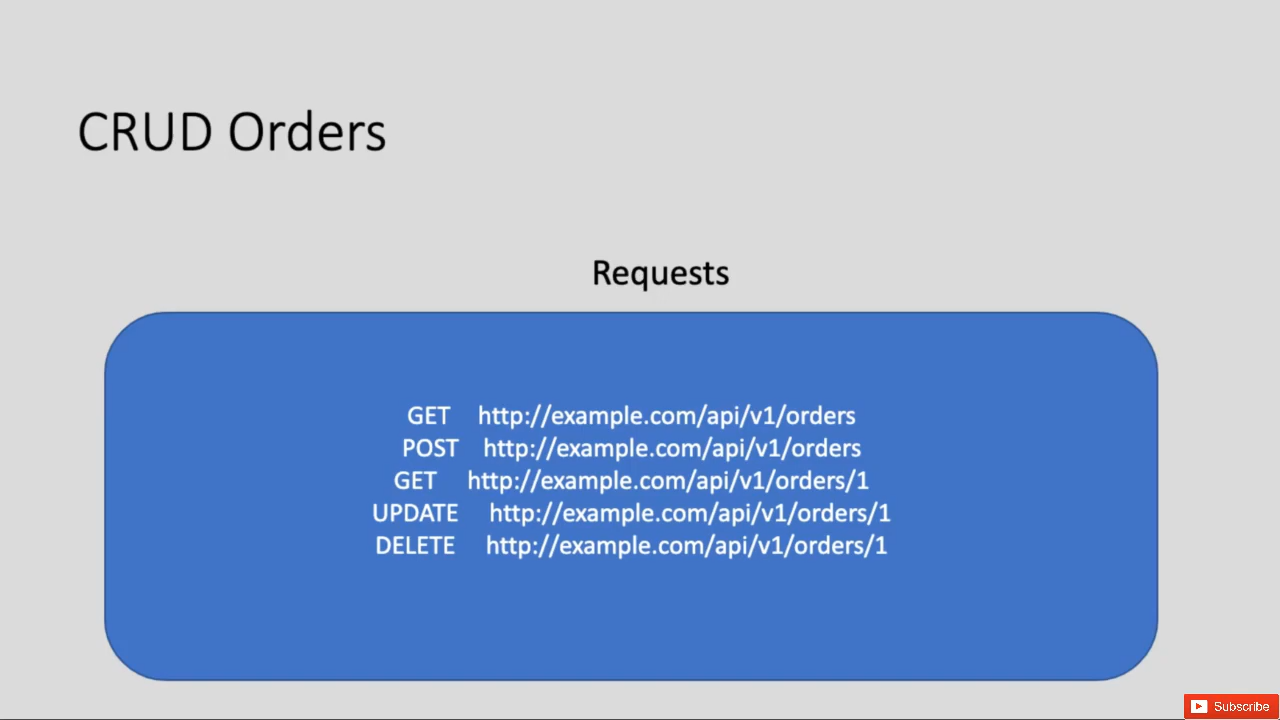 CRUD Orders
Requests
GET http://example.com/api/v1/orders
POST http://example.com/api/v1/orders
GET http://example.com/api/v1/orders/1
UPDATE http://example.com/api/v1/orders/1
DELETE http://example.com/api/v1/orders/1
Subscribe